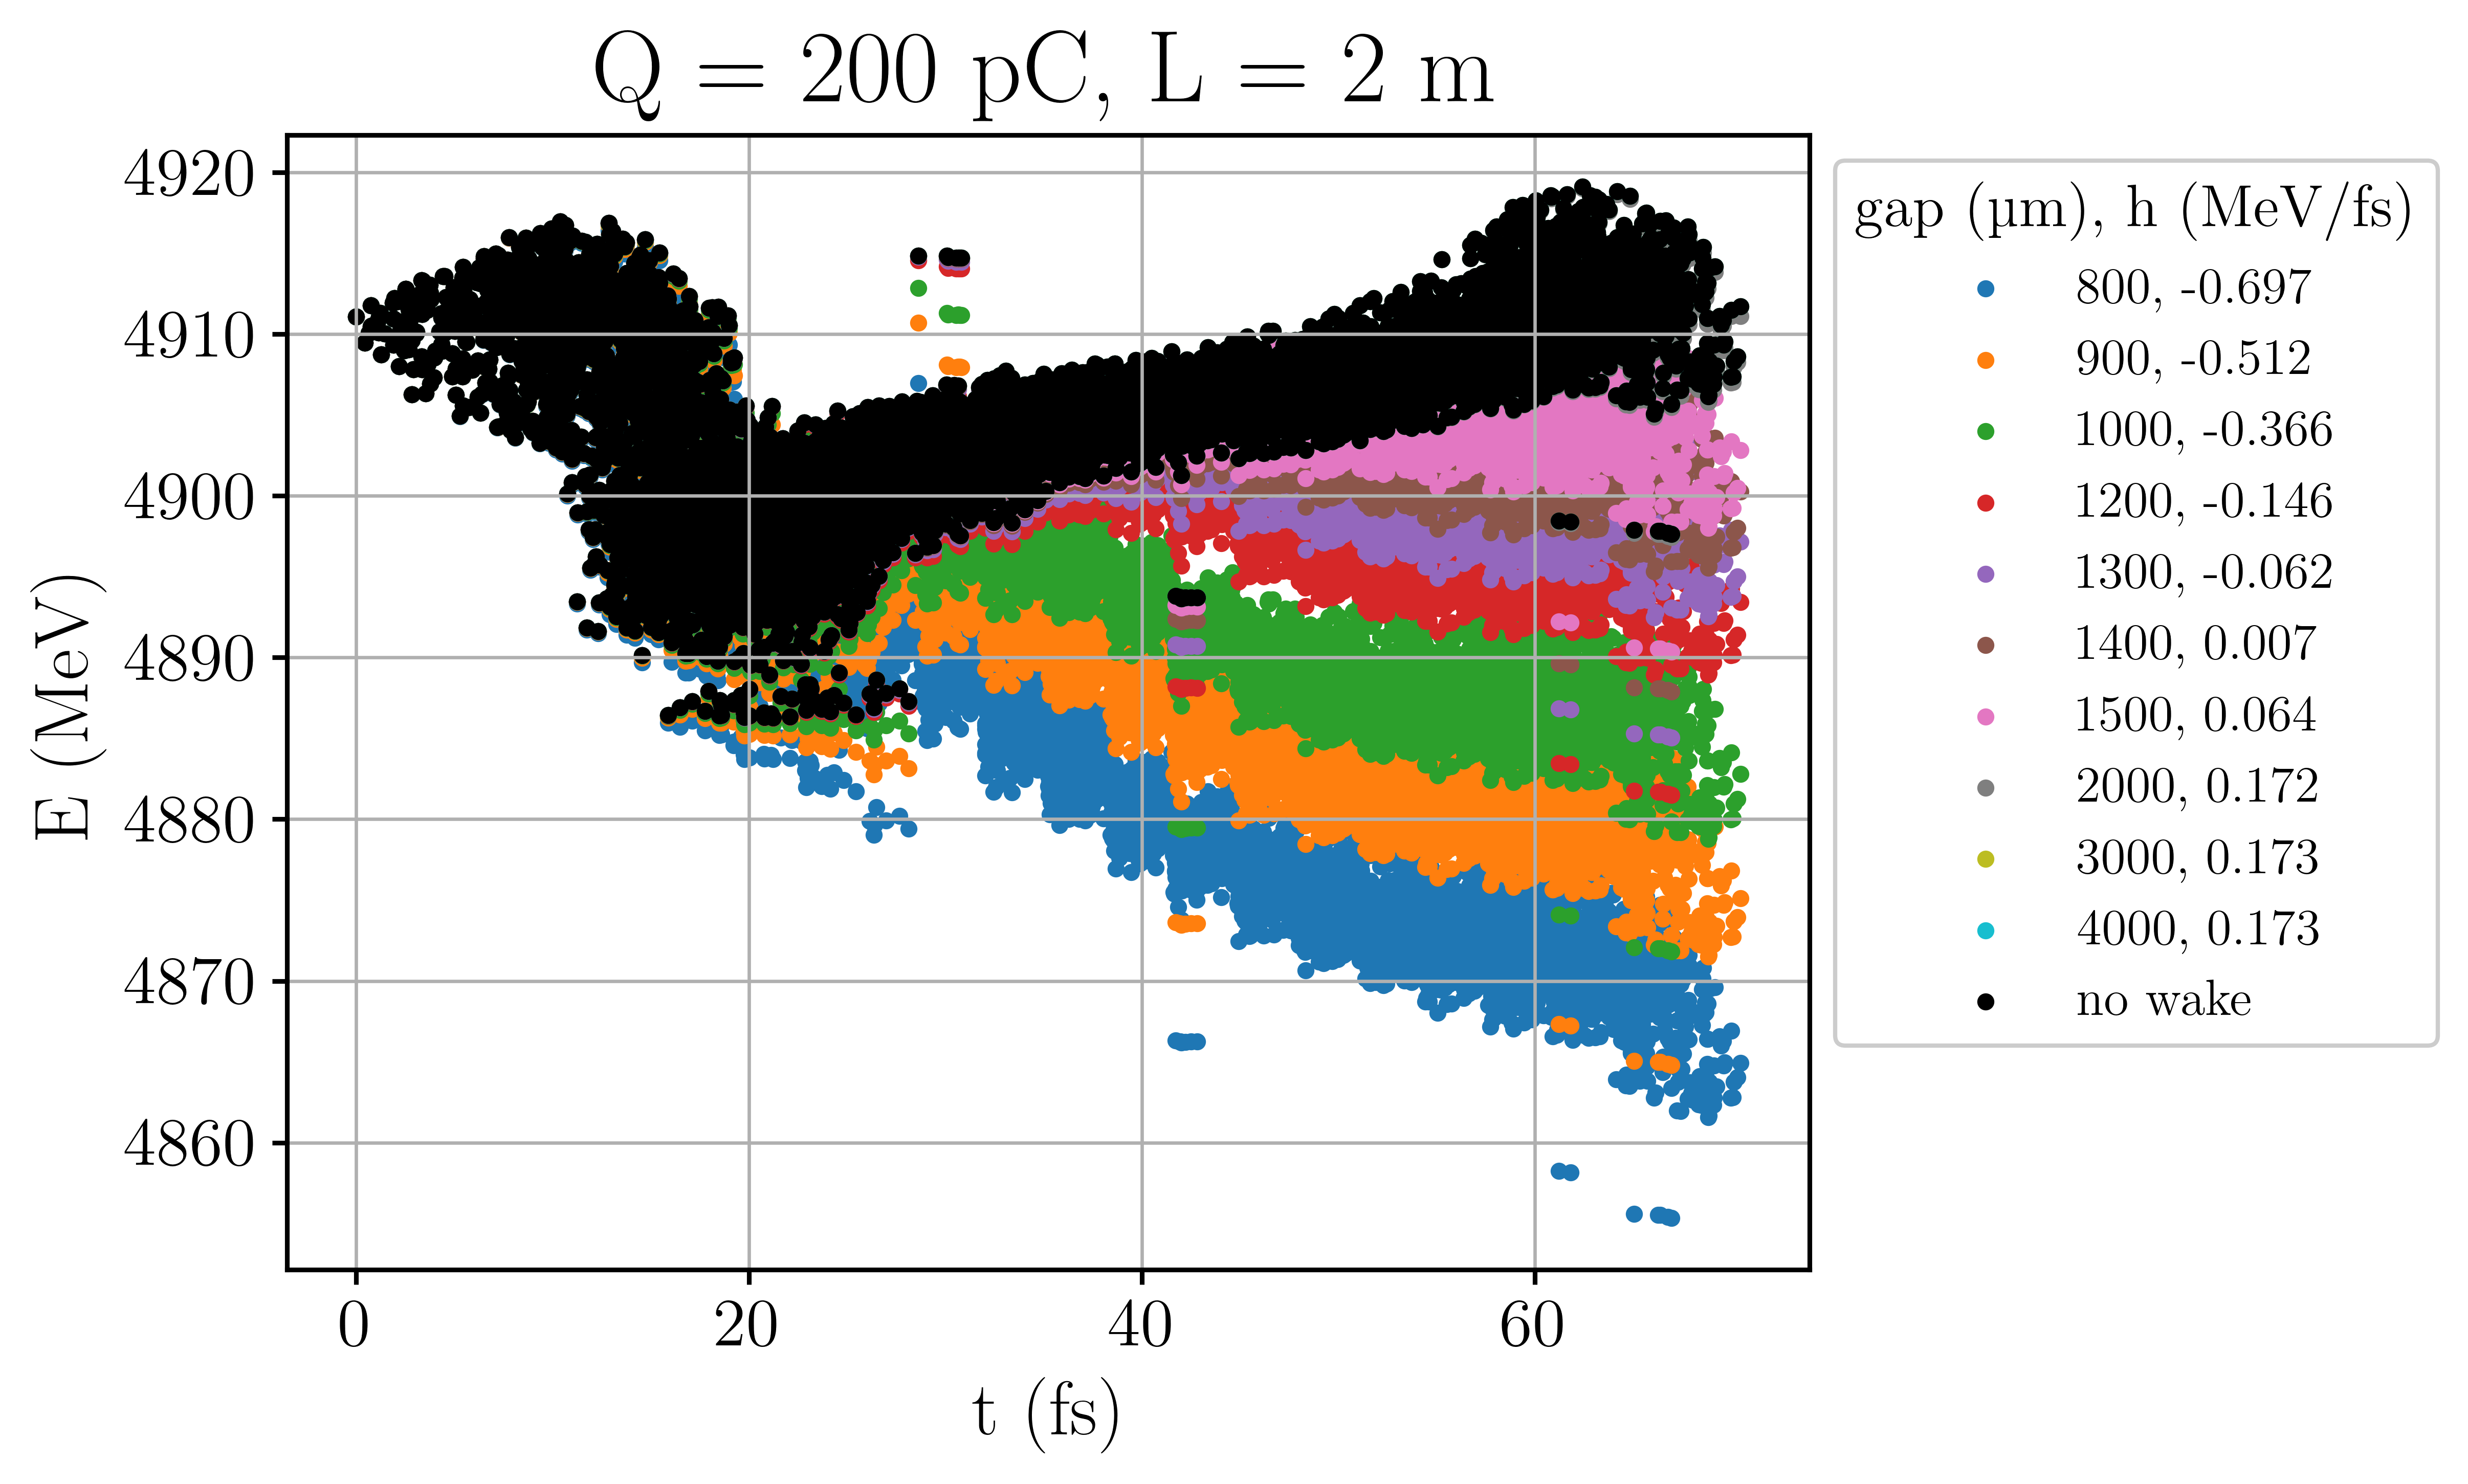 Q = 200 pC, L = 2 m
4920
4910
4900
4890
4880
4870
4860
E (MeV)
0 20 40 60
t (fs)
gap (µm), h (MeV/fs)
800, -0.697
900, -0.512
1000, -0.366
1200, -0.146
1300, -0.062
1400, 0.007
1500, 0.064
2000, 0.172
3000, 0.173
4000, 0.173
no wake